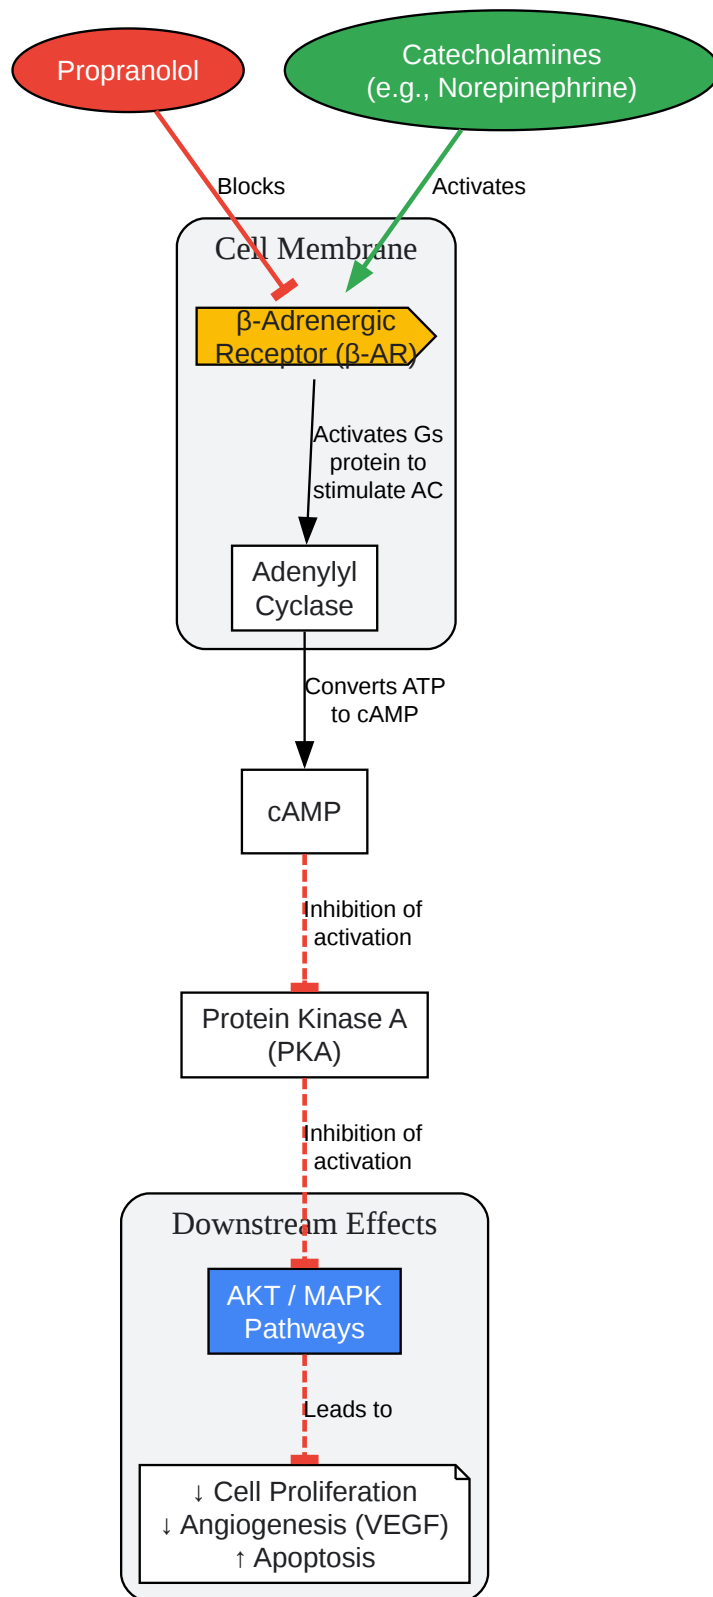 Propranolol
Catecholamines
(e.g., Norepinephrine)
Blocks
Activates
Cell Membrane
β-Adrenergic
Receptor (β-AR)
Activates Gs
protein to
stimulate AC
Adenylyl
Cyclase
Converts ATP
to cAMP
cAMP
Inhibition of
activation
Protein Kinase A
(PKA)
Inhibition of
activation
Downstream Effects
AKT / MAPK
Pathways
Leads to
↓ Cell Proliferation
↓ Angiogenesis (VEGF)
↑ Apoptosis